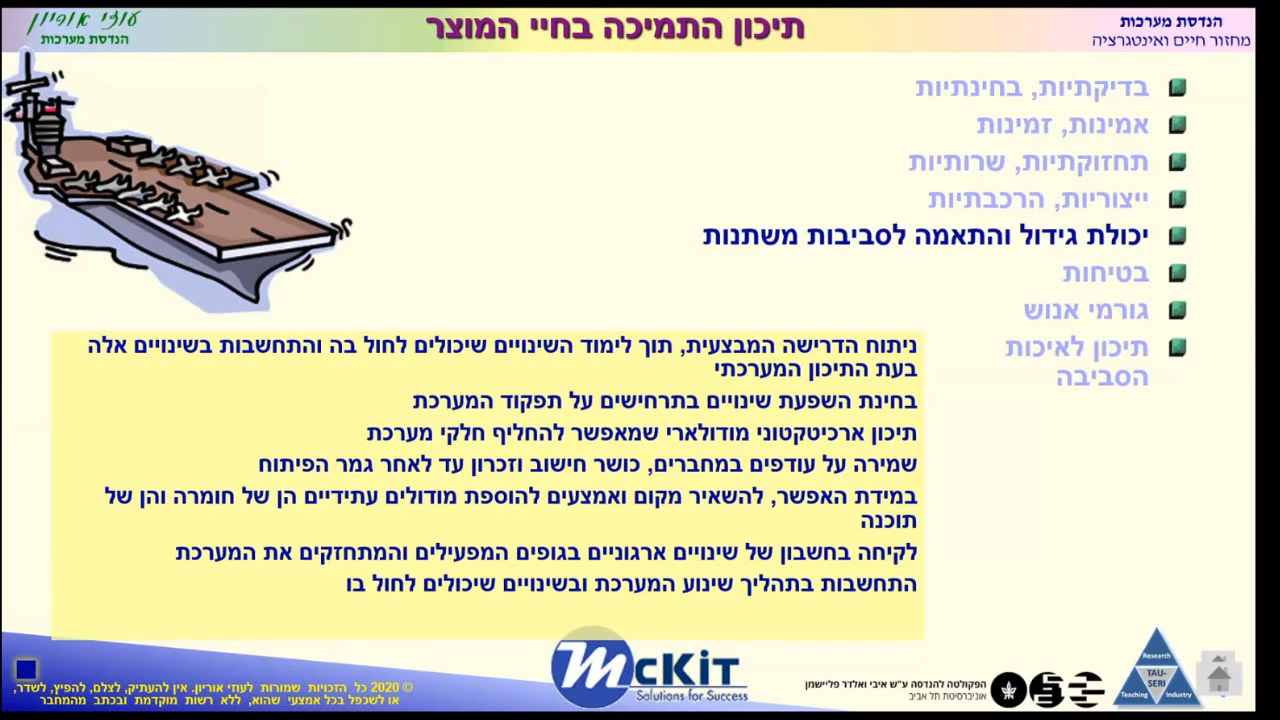 הנדסת מערכות
מחזור חיים ואינטגרציה
תיכון התמיכה בחיי המוצר
עוזי אוריון
הנדסת מערכות
בדיקתיות, בחינתיות
אמינות, זמינות
תחזוקתיות, שרותיות
ייצוריות, הרכבתיות
יכולת גידול והתאמה לסביבות משתנות
בטיחות
גורמי אנוש
תיכון לאיכות
הסביבה
ניתוח הדרישה המבצעית, תוך לימוד השינויים שיכולים לחול בה והתחשבות בשינויים אלה
בעת התיכון המערכתי
בחינת השפעת שינויים בתרחישים על תפקוד המערכת
תיכון ארכיטקטוני מודולארי שמאפשר להחליף חלקי מערכת
שמירה על עודפים במחברים, כושר חישוב וזכרון עד לאחר גמר הפיתוח
במידת האפשר, להשאיר מקום ואמצעים להוספת מודולים עתידיים הן של חומרה והן של
תוכנה
לקיחה בחשבון של שינויים ארגוניים בגופים המפעילים והמתחזקים את המערכת
התחשבות בתהליך שינוע המערכת ובשינויים שיכולים לחול בו
Research
TAU-
SERI
Teaching Industry
הפקולטה להנדסה ע"ש איבי ואלדר פליישמן
אוניברסיטת תל אביב
McKit
Solutions for Success
© 2020 כל הזכויות שמורות לעוזי אוריון. אין להעתיק, לצלם, להפיץ, לשדר,
או לשכפל בכל אמצעי שהוא, ללא רשות מוקדמת ובכתב מהמחבר